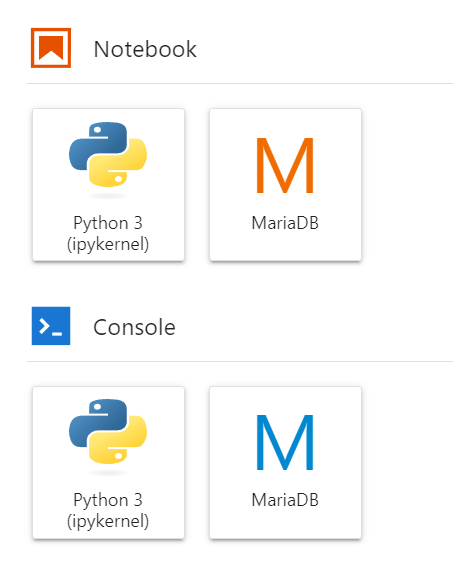 Notebook
Python 3
(ipykernel)
M
MariaDB
Console
Python 3
(ipykernel)
M
MariaDB